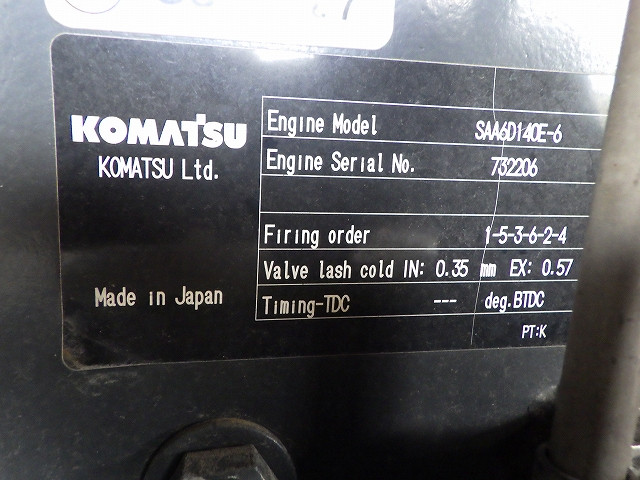 KOMATSU
KOMATSU Ltd.
Made in Japan
Engine Model SAA6D140E-6
Engine Serial No. 732206
Firing order 1-5-3-6-2-4
Valve lash cold IN: 0.35 mm EX: 0.57
Timing-TDC --- deg.BTDC
PT:K